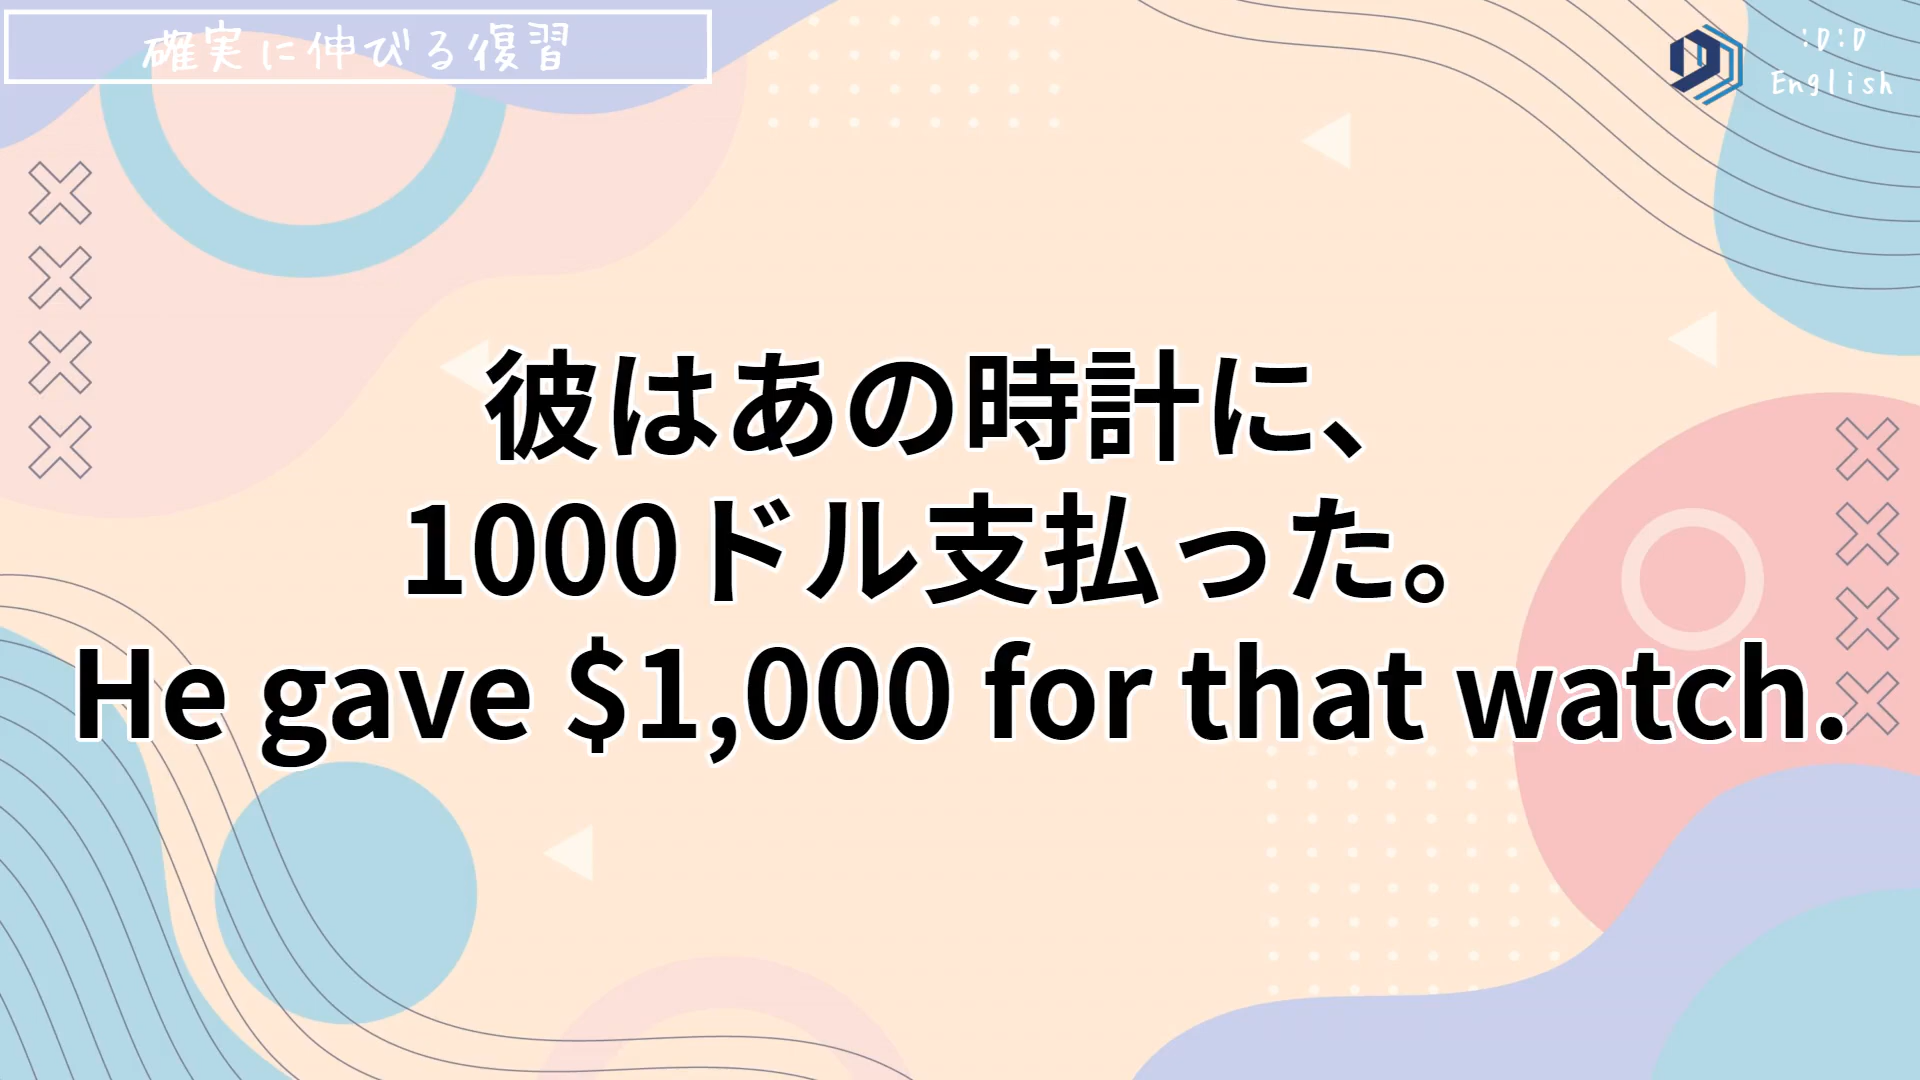 確実に伸びる復習
:D:D
English
彼はあの時計に、
1000ドル支払った。
He gave $1,000 for that watch.